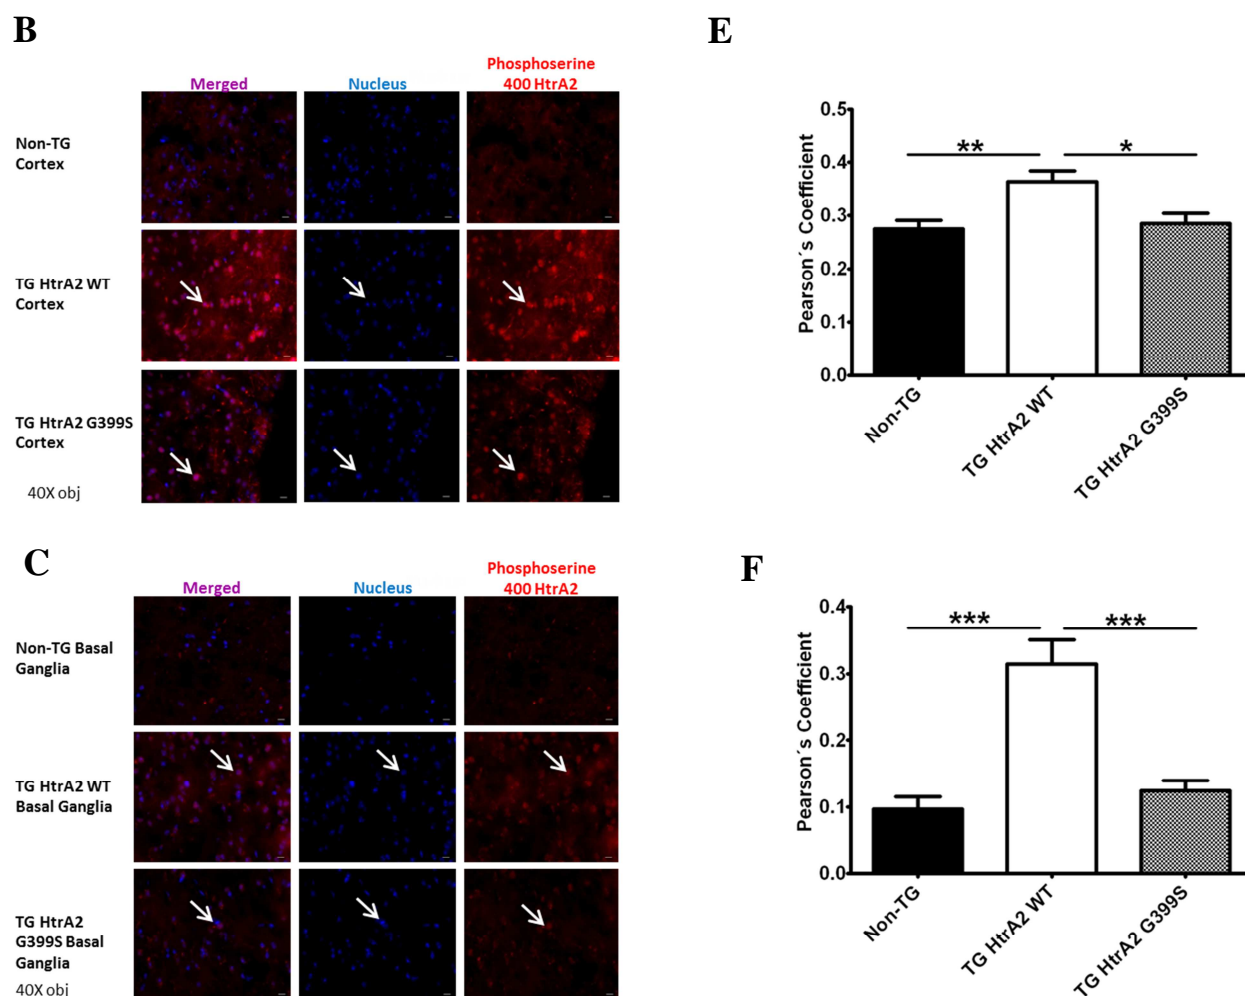 B
Merged
Nucleus
Phosphoserine
400 HtrA2
Non-TG
Cortex
TG HtrA2 WT
Cortex
TG HtrA2 G399S
Cortex
40X obj
E
Pearson´s Coefficient
0.5
0.4
0.3
0.2
0.1
0.0
**
*
Non-TG
TG HtrA2 WT
TG HtrA2 G399S
C
Merged
Nucleus
Phosphoserine
400 HtrA2
Non-TG Basal
Ganglia
TG HtrA2 WT
Basal Ganglia
TG HtrA2
G399S Basal
Ganglia
40X obj
F
Pearson´s Coefficient
0.4
0.3
0.2
0.1
0.0
***
***
Non-TG
TG HtrA2 WT
TG HtrA2 G399S